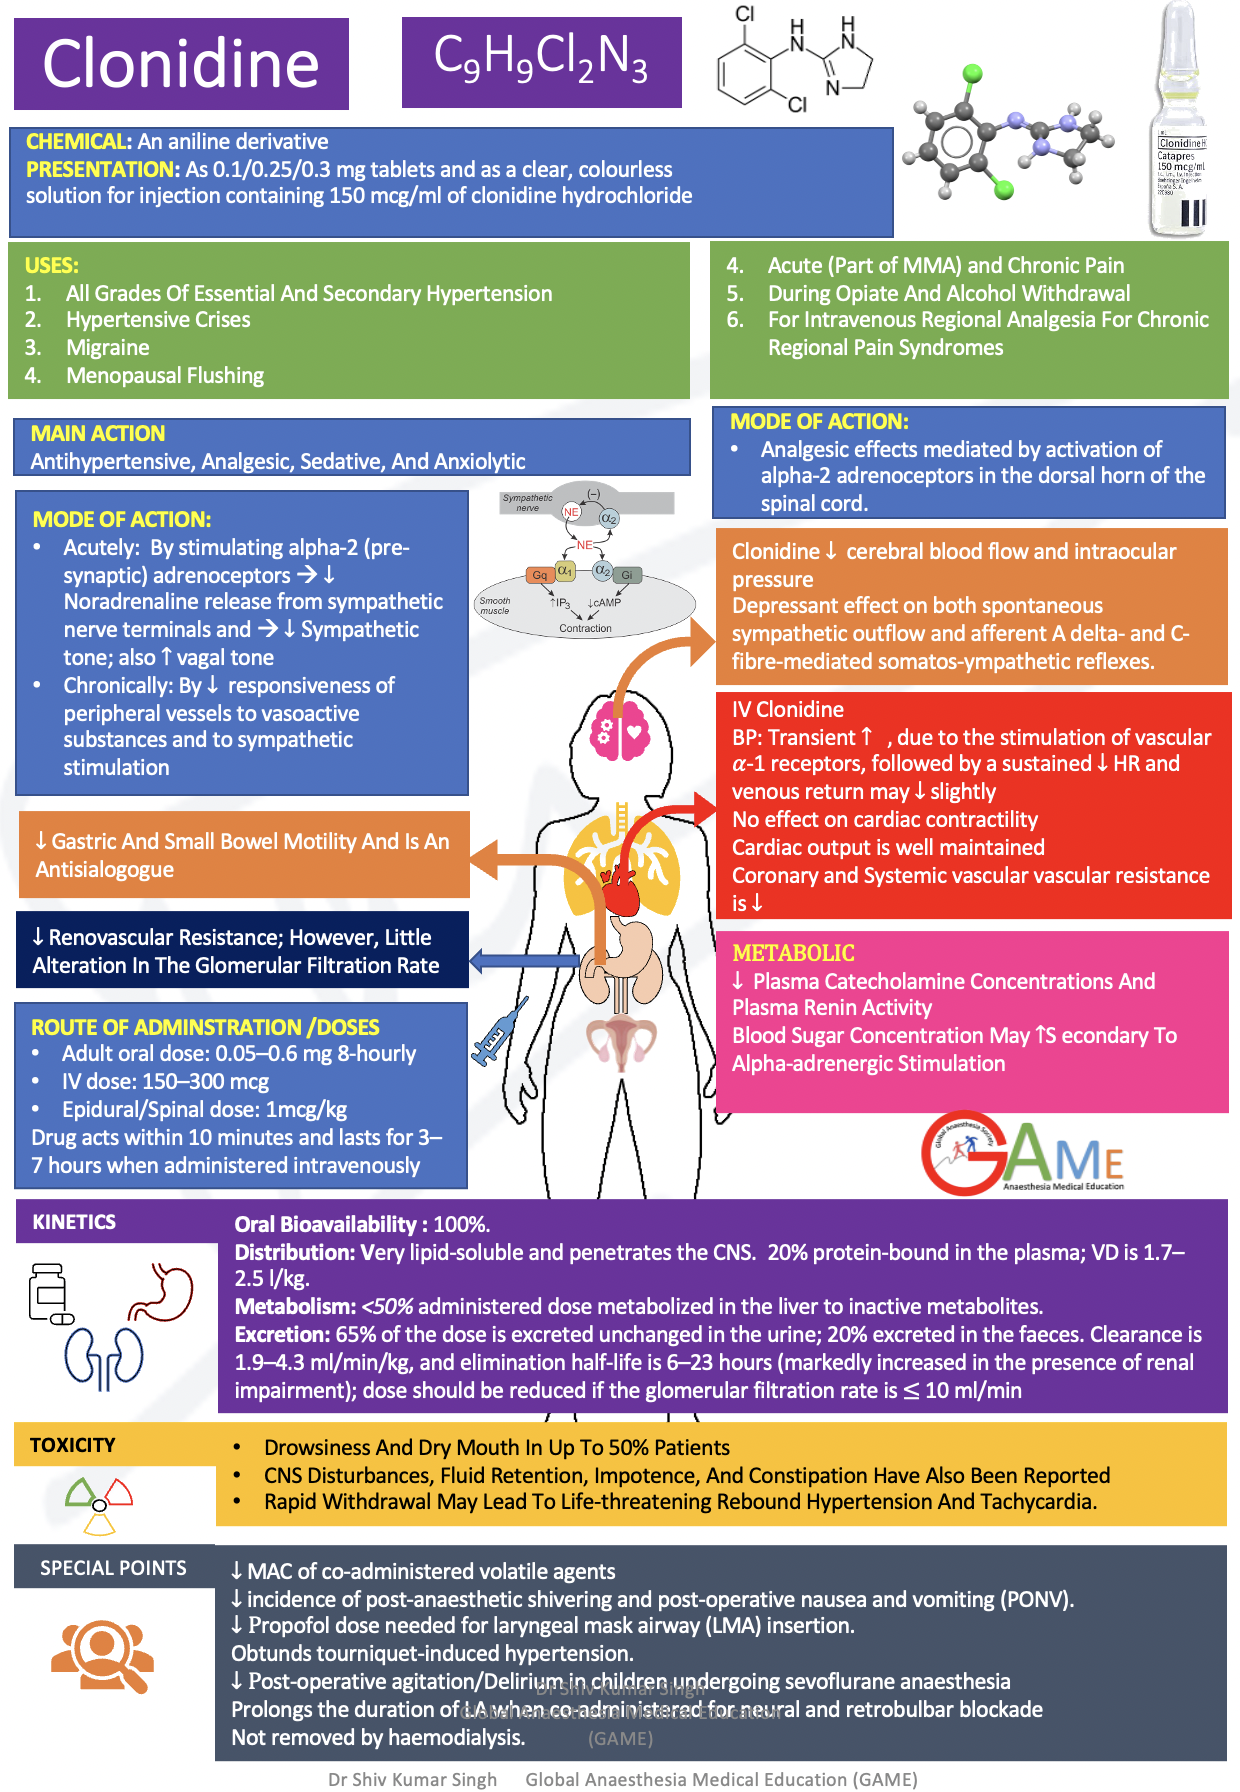 Clonidine
C9H9Cl2N3
Cl
H
N
H
N
N
Cl
Clonidine H
Catapres
150 mcg/ml
CHEMICAL: An aniline derivative
PRESENTATION: As 0.1/0.25/0.3 mg tablets and as a clear, colourless
solution for injection containing 150 mcg/ml of clonidine hydrochloride
USES:
1. All Grades Of Essential And Secondary Hypertension
2. Hypertensive Crises
3. Migraine
4. Menopausal Flushing
4. Acute (Part of MMA) and Chronic Pain
5. During Opiate And Alcohol Withdrawal
6. For Intravenous Regional Analgesia For Chronic
Regional Pain Syndromes
MAIN ACTION
Antihypertensive, Analgesic, Sedative, And Anxiolytic
MODE OF ACTION:
• Analgesic effects mediated by activation of
alpha-2 adrenoceptors in the dorsal horn of the
spinal cord.
MODE OF ACTION:
• Acutely: By stimulating alpha-2 (pre-
synaptic) adrenoceptors → ↓
Noradrenaline release from sympathetic
nerve terminals and → ↓ Sympathetic
tone; also ↑ vagal tone
• Chronically: By ↓ responsiveness of
peripheral vessels to vasoactive
substances and to sympathetic
stimulation
Sympathetic
nerve
(−)
NE
α2
NE
Gq α1 α2 Gi
Smooth
muscle
↑IP3 ↓cAMP
Contraction
Clonidine ↓ cerebral blood flow and intraocular
pressure
Depressant effect on both spontaneous
sympathetic outflow and afferent A delta- and C-
fibre-mediated somatos-ympathetic reflexes.
IV Clonidine
BP: Transient ↑ , due to the stimulation of vascular
α-1 receptors, followed by a sustained ↓ HR and
venous return may ↓ slightly
No effect on cardiac contractility
Cardiac output is well maintained
Coronary and Systemic vascular vascular resistance
is ↓
↓ Gastric And Small Bowel Motility And Is An
Antisialogogue
↓ Renovascular Resistance; However, Little
Alteration In The Glomerular Filtration Rate
METABOLIC
↓ Plasma Catecholamine Concentrations And
Plasma Renin Activity
Blood Sugar Concentration May ↑S econdary To
Alpha-adrenergic Stimulation
ROUTE OF ADMINSTRATION /DOSES
• Adult oral dose: 0.05–0.6 mg 8-hourly
• IV dose: 150–300 mcg
• Epidural/Spinal dose: 1mcg/kg
Drug acts within 10 minutes and lasts for 3–
7 hours when administered intravenously
Global Anaesthesia Society
GAME
Anaesthesia Medical Education
KINETICS
Oral Bioavailability : 100%.
Distribution: Very lipid-soluble and penetrates the CNS. 20% protein-bound in the plasma; VD is 1.7–
2.5 l/kg.
Metabolism: <50% administered dose metabolized in the liver to inactive metabolites.
Excretion: 65% of the dose is excreted unchanged in the urine; 20% excreted in the faeces. Clearance is
1.9–4.3 ml/min/kg, and elimination half-life is 6–23 hours (markedly increased in the presence of renal
impairment); dose should be reduced if the glomerular filtration rate is ≤ 10 ml/min
TOXICITY
• Drowsiness And Dry Mouth In Up To 50% Patients
• CNS Disturbances, Fluid Retention, Impotence, And Constipation Have Also Been Reported
• Rapid Withdrawal May Lead To Life-threatening Rebound Hypertension And Tachycardia.
SPECIAL POINTS
↓ MAC of co-administered volatile agents
↓ incidence of post-anaesthetic shivering and post-operative nausea and vomiting (PONV).
↓ Propofol dose needed for laryngeal mask airway (LMA) insertion.
Obtunds tourniquet-induced hypertension.
↓ Post-operative agitation/Delirium in children undergoing sevoflurane anaesthesia
Prolongs the duration of LA when co-administered for neural and retrobulbar blockade
Not removed by haemodialysis.
Dr Shiv Kumar Singh
Global Anaesthesia Medical Education
(GAME)
Dr Shiv Kumar Singh Global Anaesthesia Medical Education (GAME)